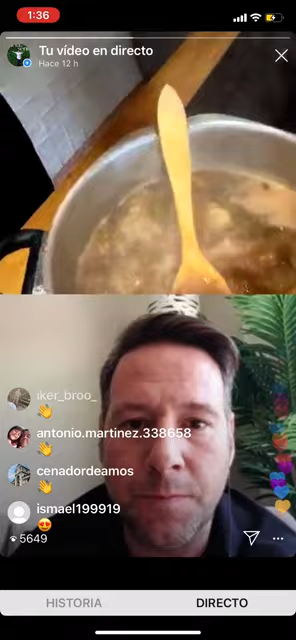 1:36
Tu vídeo en directo
Hace 12 h
iker_broo_
👋
antonio.martinez.338658
👋
cenadordeamos
👋
ismael199919
😍
5649
HISTORIA
DIRECTO